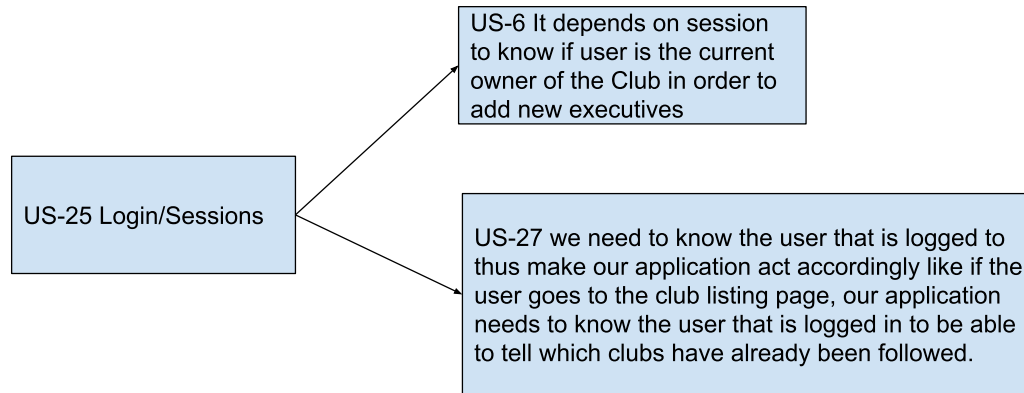 US-6 It depends on session
to know if user is the current
owner of the Club in order to
add new executives
US-25 Login/Sessions
US-27 we need to know the user that is logged to
thus make our application act accordingly like if the
user goes to the club listing page, our application
needs to know the user that is logged in to be able
to tell which clubs have already been followed.